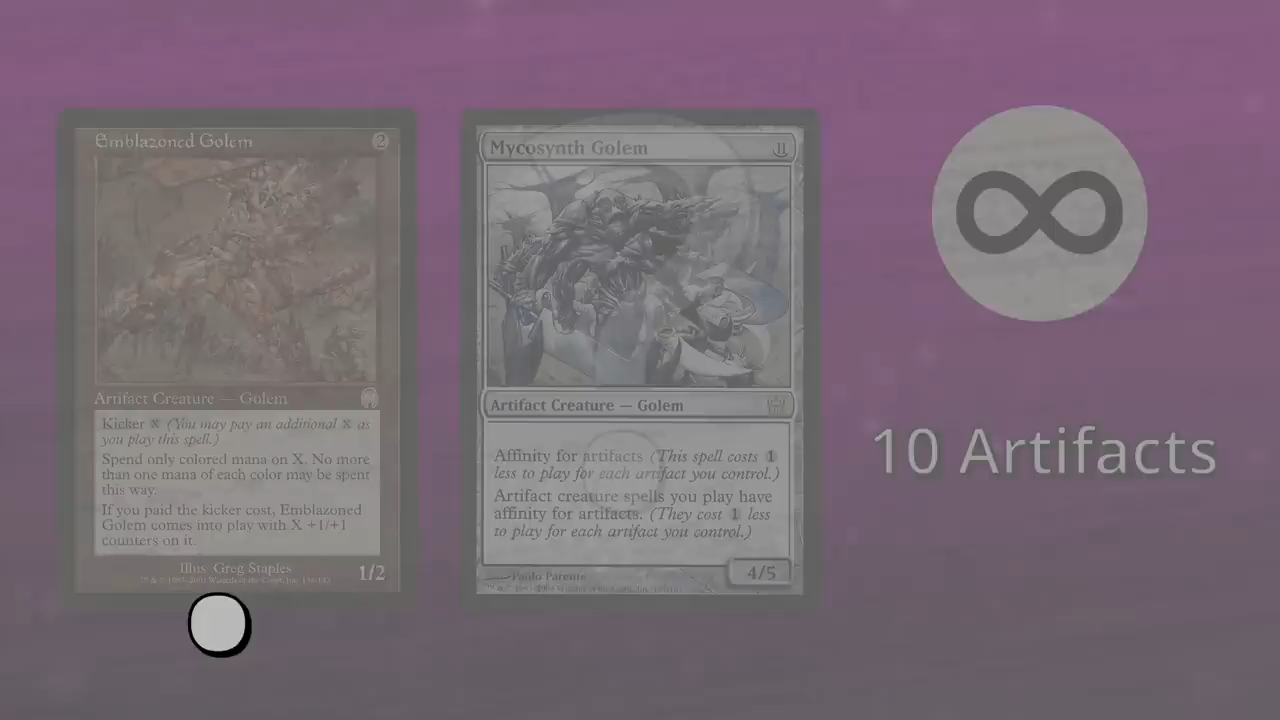 Emblazoned Golem
2
Artifact Creature — Golem
Kicker X (You may pay an additional X as
you play this spell.)
Spend only colored mana on X. No more
than one mana of each color may be spent
this way.
If you paid the kicker cost, Emblazoned
Golem comes into play with X +1/+1
counters on it.
Illus. Greg Staples
1/2
Mycosynth Golem
11
Artifact Creature — Golem
Affinity for artifacts (This spell costs 1
less to play for each artifact you control.)
Artifact creature spells you play have
affinity for artifacts. (They cost 1 less
to play for each artifact you control.)
Paolo Parente
4/5
∞
10 Artifacts